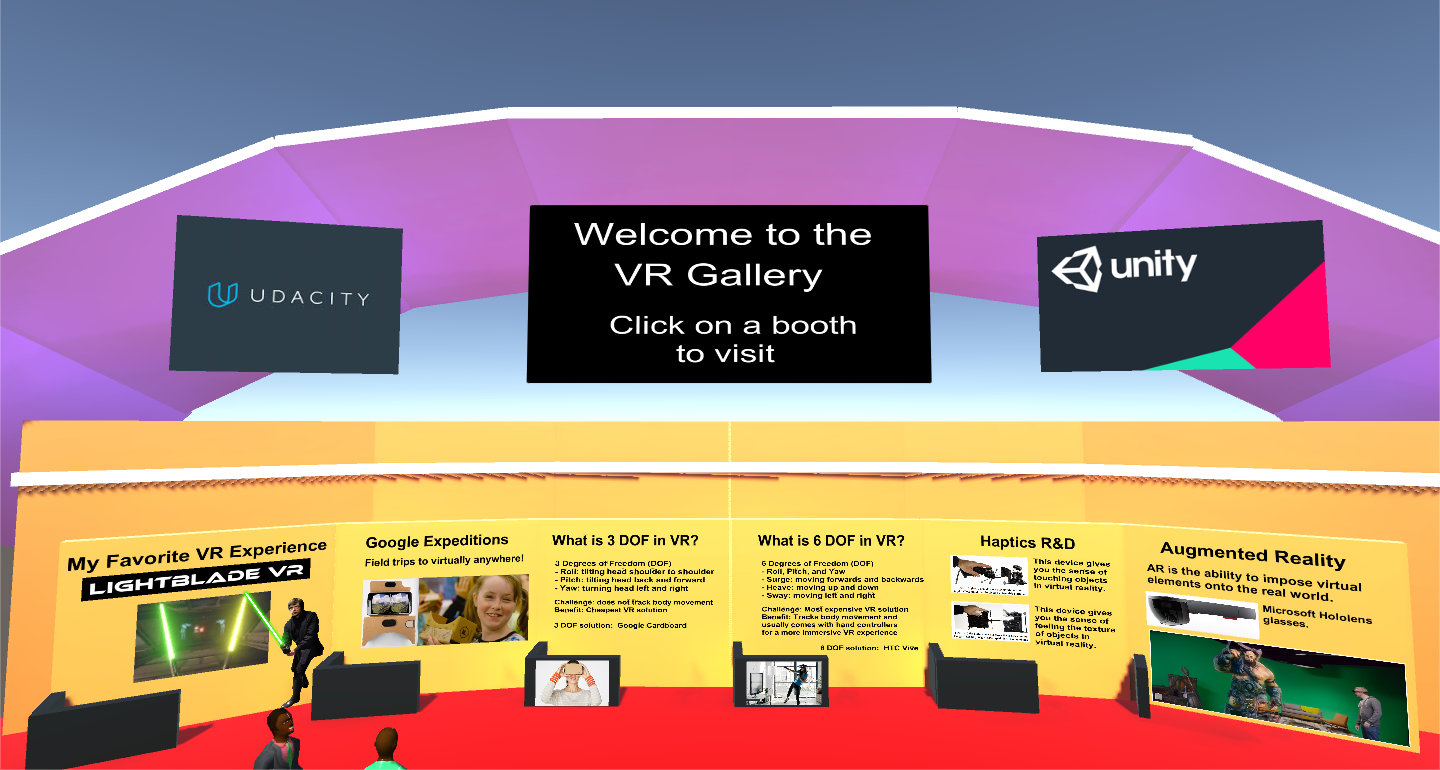 UDACITY
Welcome to the
VR Gallery
Click on a booth
to visit
unity
My Favorite VR Experience
LIGHTBLADE VR
Google Expeditions
Field trips to virtually anywhere!
What is 3 DOF in VR?
3 Degrees of Freedom (DOF)
- Roll: tilting head shoulder to shoulder
- Pitch: tilting head back and forward
- Yaw: turning head left and right
Challenge: does not track body movement
Benefit: Cheapest VR solution
3 DOF solution: Google Cardboard
What is 6 DOF in VR?
6 Degrees of Freedom (DOF)
- Roll, Pitch, and Yaw
- Surge: moving forwards and backwards
- Heave: moving up and down
- Sway: moving left and right
Challenge: Most expensive VR solution
Benefit: Tracks body movement and
usually comes with hand controllers
for a more immersive VR experience
6 DOF solution: HTC Vive
Haptics R&D
This device gives
you the sense of
touching objects
in virtual reality.
This device gives
you the sense of
feeling the texture
of objects in
virtual reality.
Augmented Reality
AR is the ability to impose virtual
elements onto the real world.
Microsoft Hololens
glasses.